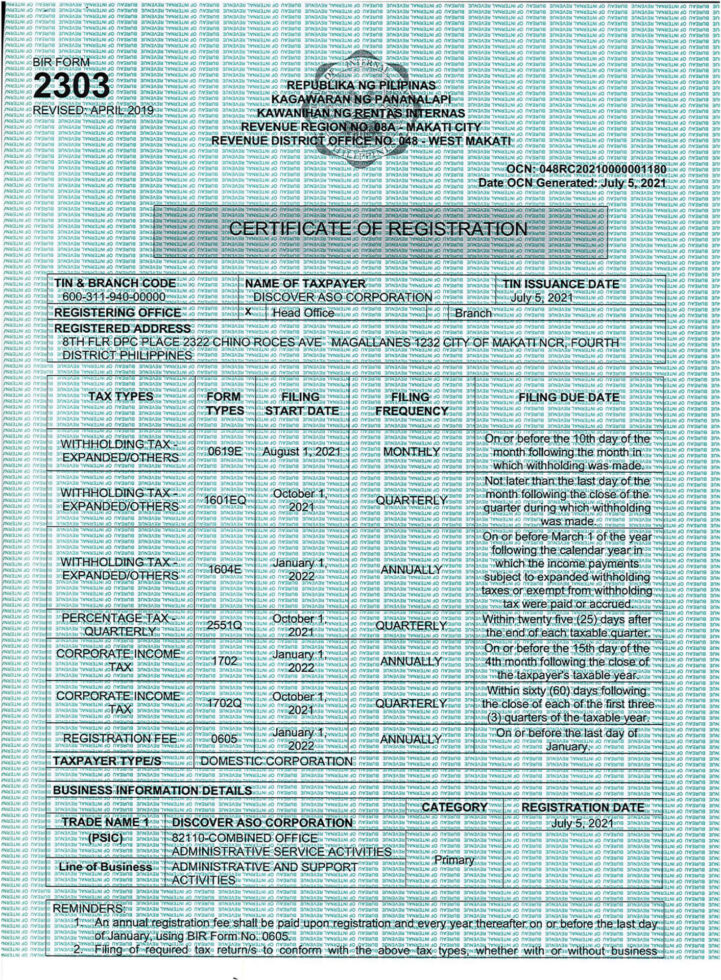 BIR FORM
2303
REVISED: APRIL 2019
REPUBLIKA NG PILIPINAS
KAGAWARAN NG PANANALAPI
KAWANIHAN NG RENTAS INTERNAS
REVENUE REGION NO. 08A - MAKATI CITY
REVENUE DISTRICT OFFICE NO. 048 - WEST MAKATI
OCN: 048RC20210000001180
Date OCN Generated: July 5, 2021
CERTIFICATE OF REGISTRATION
TIN & BRANCH CODE NAME OF TAXPAYER TIN ISSUANCE DATE
600-311-940-00000 DISCOVER ASO CORPORATION July 5, 2021
REGISTERING OFFICE X Head Office Branch
REGISTERED ADDRESS
8TH FLR DPC PLACE 2322 CHINO ROCES AVE MAGALLANES 1232 CITY OF MAKATI NCR, FOURTH
DISTRICT PHILIPPINES
TAX TYPES
FORM
TYPES
FILING
START DATE
FILING
FREQUENCY
FILING DUE DATE
WITHHOLDING TAX -
EXPANDED/OTHERS
0619E
August 1, 2021
MONTHLY
On or before the 10th day of the
month following the month in
which withholding was made.
WITHHOLDING TAX -
EXPANDED/OTHERS
1601EQ
October 1,
2021
QUARTERLY
Not later than the last day of the
month following the close of the
quarter during which withholding
was made.
WITHHOLDING TAX -
EXPANDED/OTHERS
1604E
January 1,
2022
ANNUALLY
On or before March 1 of the year
following the calendar year in
which the income payments
subject to expanded withholding
taxes or exempt from withholding
tax were paid or accrued.
PERCENTAGE TAX -
QUARTERLY
2551Q
October 1,
2021
QUARTERLY
Within twenty five (25) days after
the end of each taxable quarter.
CORPORATE INCOME
TAX
1702
January 1,
2022
ANNUALLY
On or before the 15th day of the
4th month following the close of
the taxpayer's taxable year.
CORPORATE INCOME
TAX
1702Q
October 1,
2021
QUARTERLY
Within sixty (60) days following
the close of each of the first three
(3) quarters of the taxable year.
REGISTRATION FEE
0605
January 1,
2022
ANNUALLY
On or before the last day of
January.
TAXPAYER TYPE/S DOMESTIC CORPORATION
BUSINESS INFORMATION DETAILS
CATEGORY REGISTRATION DATE
TRADE NAME 1 DISCOVER ASO CORPORATION July 5, 2021
(PSIC) 82110-COMBINED OFFICE
ADMINISTRATIVE SERVICE ACTIVITIES
Primary
Line of Business ADMINISTRATIVE AND SUPPORT
ACTIVITIES
REMINDERS:
1. An annual registration fee shall be paid upon registration and every year thereafter on or before the last day
of January, using BIR Form No. 0605.
2. Filing of required tax return/s to conform with the above tax types, whether with or without business